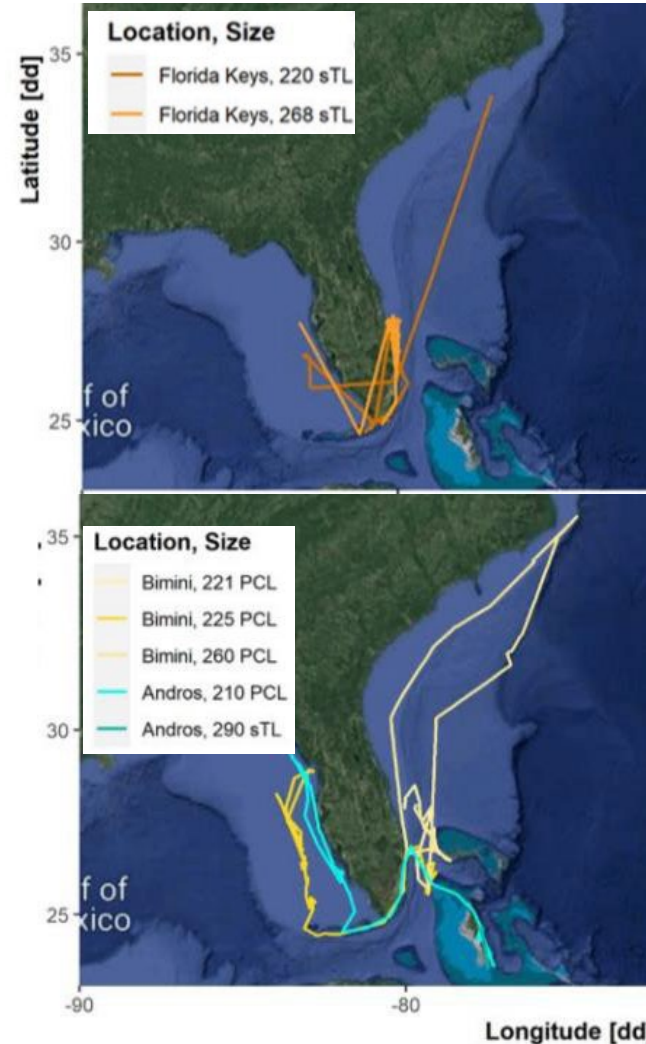 Location, Size
Florida Keys, 220 sTL
Florida Keys, 268 sTL
Latitude [dd]
35
30
25
f of
xico
Location, Size
Bimini, 221 PCL
Bimini, 225 PCL
Bimini, 260 PCL
Andros, 210 PCL
Andros, 290 sTL
35
30
25
f of
xico
-90
-80
Longitude [dd